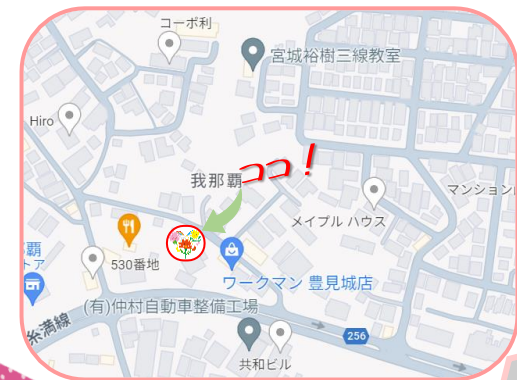 コーポ利
宮城裕樹三線教室
Hiro
我那覇
ココ！
メイプル ハウス
マンション
530番地
覇
トア
ワークマン 豊見城店
(有)仲村自動車整備工場
糸満線
256
共和ビル